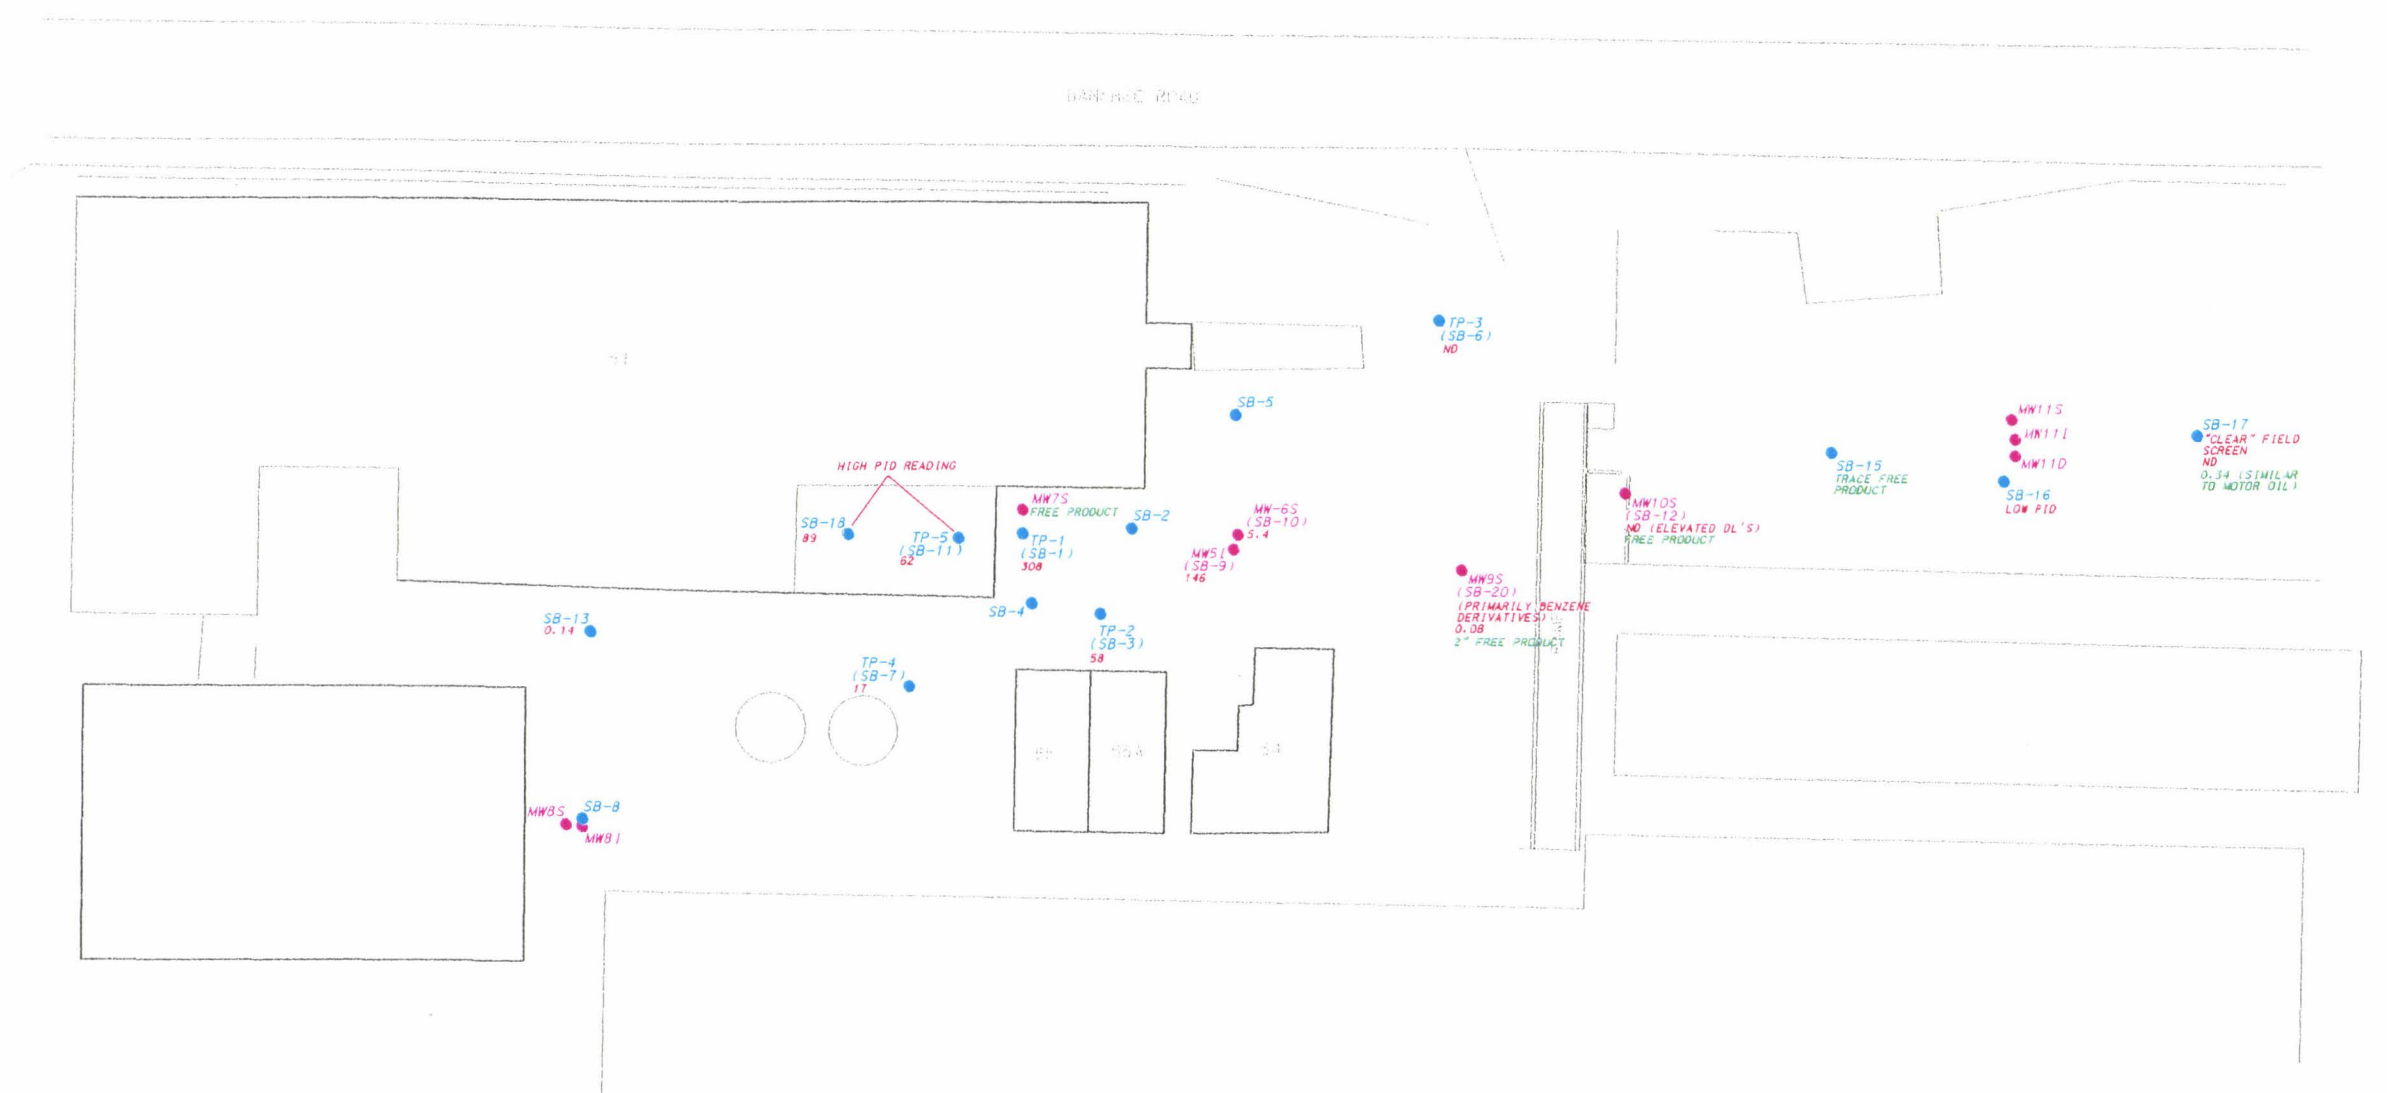 ROAD
TP-3
(SB-6)
ND
SB-5
HIGH PID READING
SB-18
89
TP-5
(SB-11)
62
MW7S
FREE PRODUCT
TP-1
(SB-1)
308
SB-2
MW-6S
(SB-10)
5.4
MW5I
(SB-9)
146
SB-4
TP-2
(SB-3)
58
SB-13
0.14
TP-4
(SB-7)
17
MW9S
(SB-20)
(PRIMARILY BENZENE
DERIVATIVES)
0.08
2" FREE PRODUCT
MW10S
(SB-12)
ND (ELEVATED DL'S)
FREE PRODUCT
SB-15
TRACE FREE
PRODUCT
MW11S
MW11I
MW11D
SB-16
LOW PID
SB-17
"CLEAR" FIELD
SCREEN
ND
0.34 (SIMILAR
TO MOTOR OIL)
MW8S
SB-8
MW8I